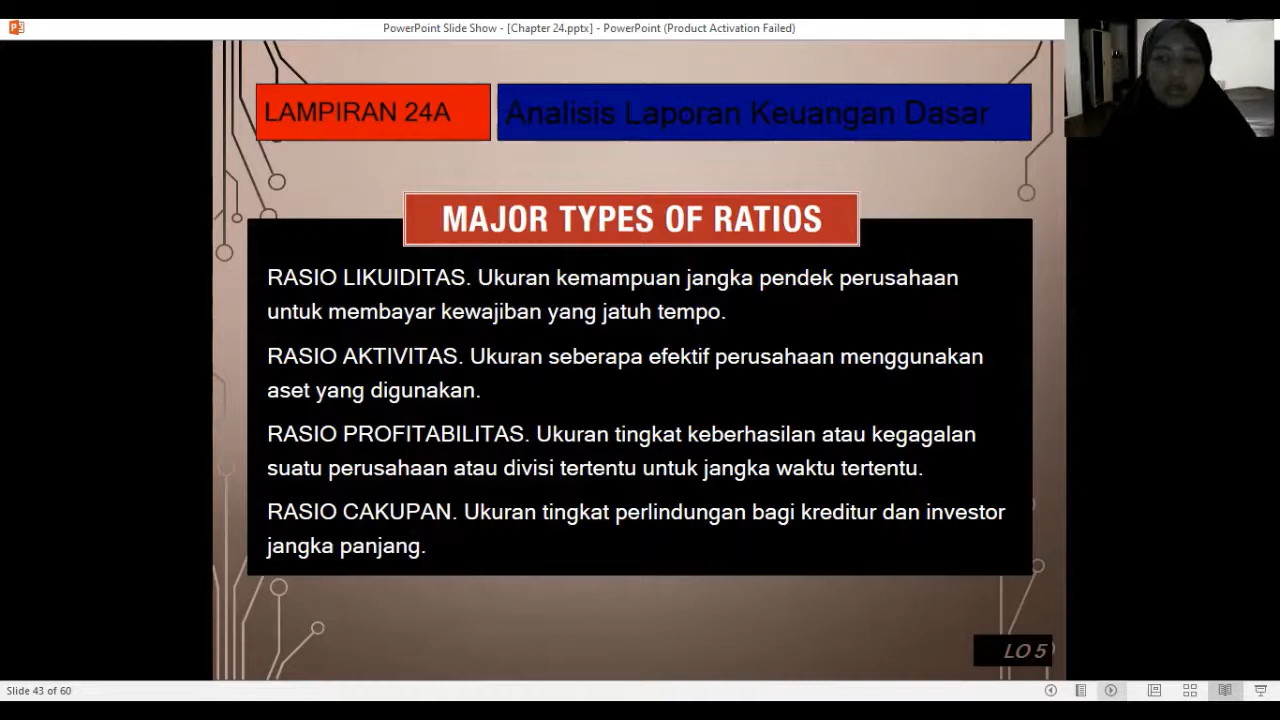 PowerPoint Slide Show - [Chapter 24.pptx] - PowerPoint (Product Activation Failed)
LAMPIRAN 24A
Analisis Laporan Keuangan Dasar
MAJOR TYPES OF RATIOS
RASIO LIKUIDITAS. Ukuran kemampuan jangka pendek perusahaan
untuk membayar kewajiban yang jatuh tempo.
RASIO AKTIVITAS. Ukuran seberapa efektif perusahaan menggunakan
aset yang digunakan.
RASIO PROFITABILITAS. Ukuran tingkat keberhasilan atau kegagalan
suatu perusahaan atau divisi tertentu untuk jangka waktu tertentu.
RASIO CAKUPAN. Ukuran tingkat perlindungan bagi kreditur dan investor
jangka panjang.
LO 5
Slide 43 of 60